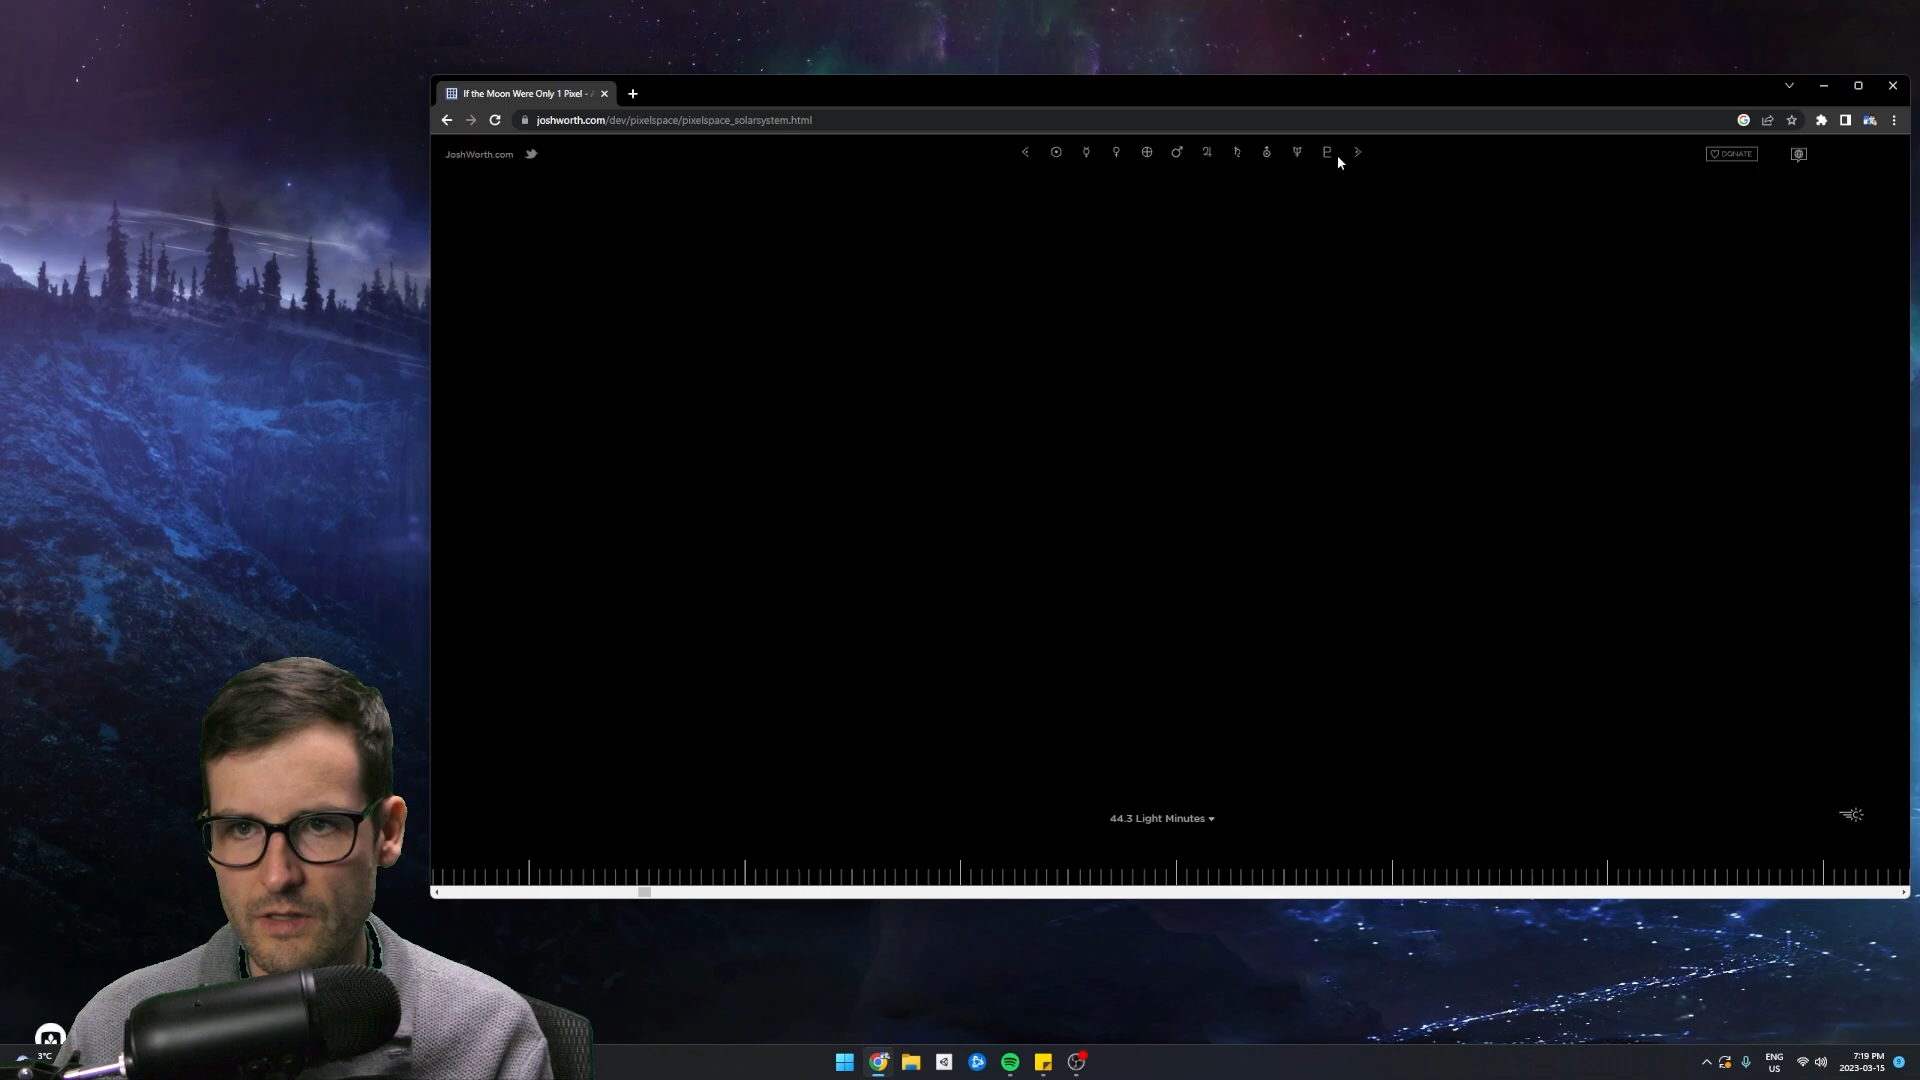 If the Moon Were Only 1 Pixel -
joshworth.com/dev/pixelspace/pixelspace_solarsystem.html
JoshWorth.com
DONATE
44.3 Light Minutes
3°C
ENG
US
7:19 PM
2023-03-15